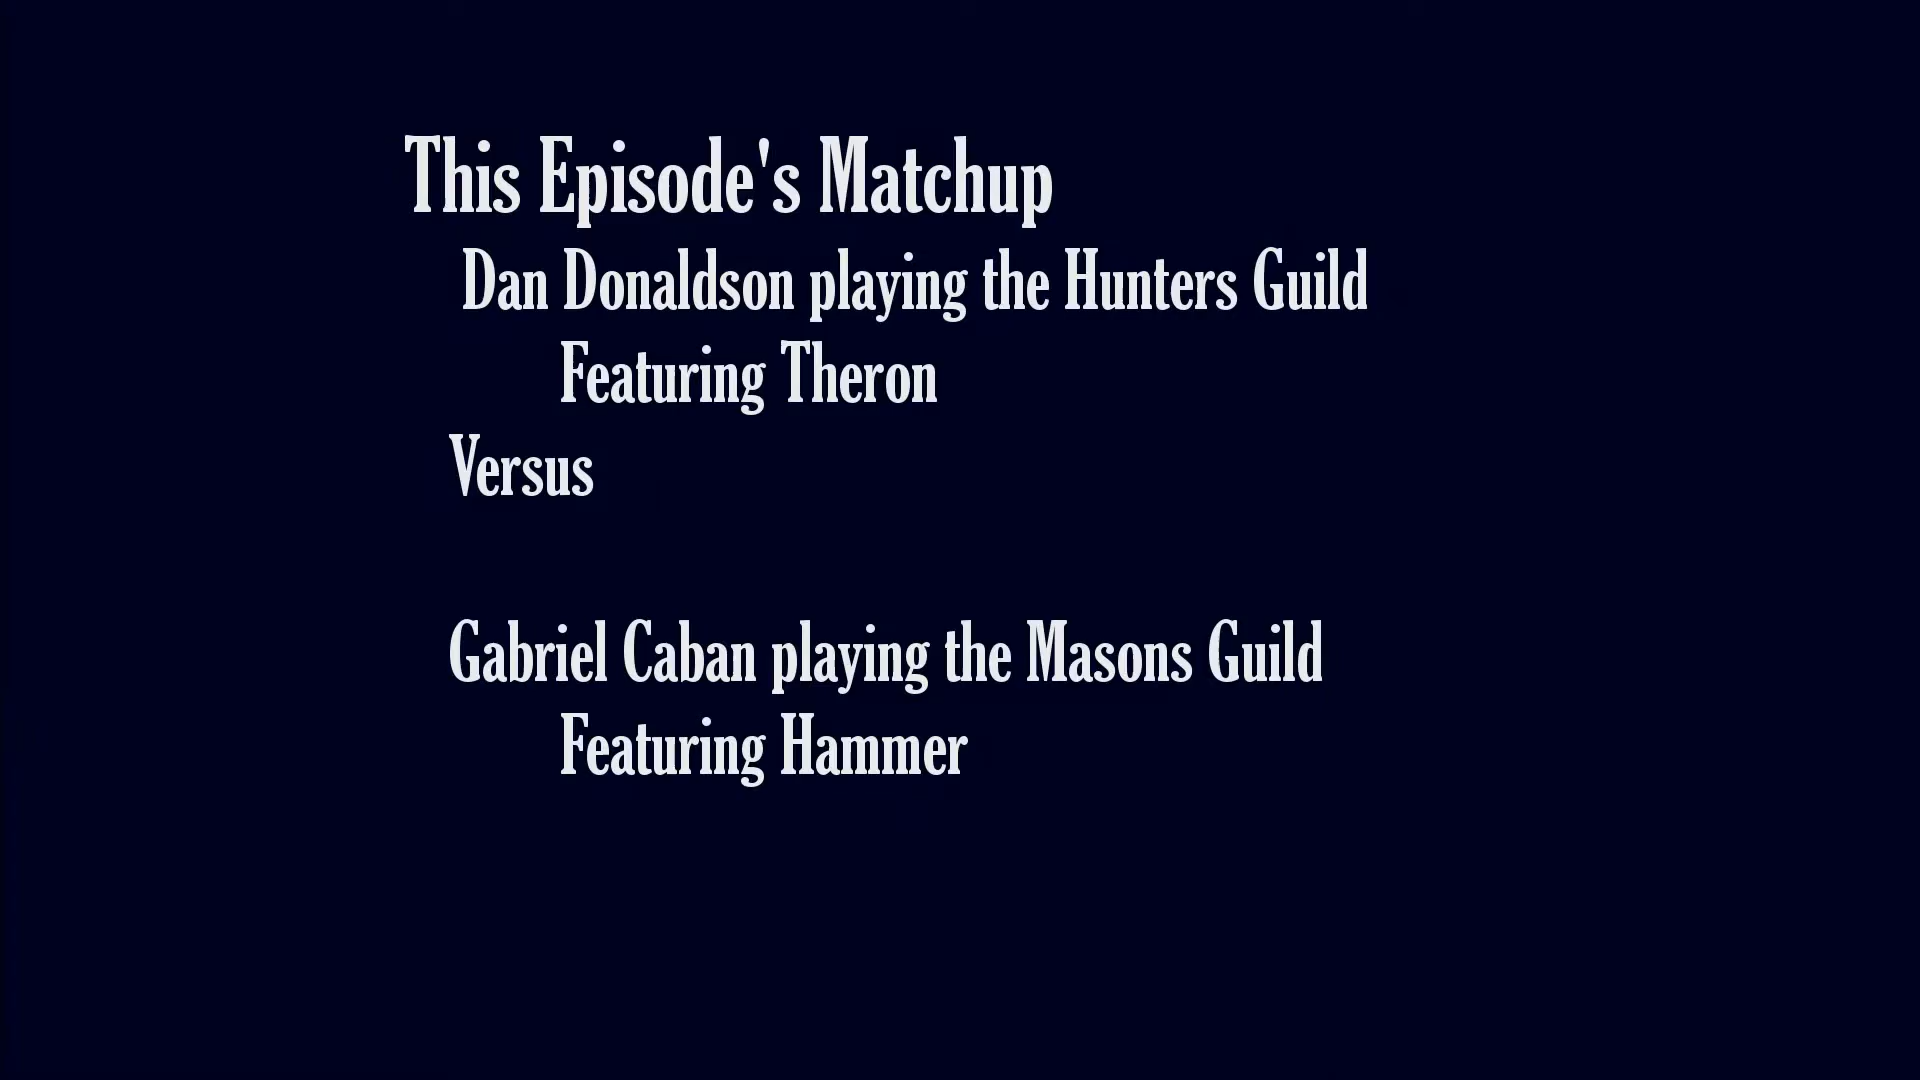 This Episode's Matchup
Dan Donaldson playing the Hunters Guild
Featuring Theron
Versus
Gabriel Caban playing the Masons Guild
Featuring Hammer